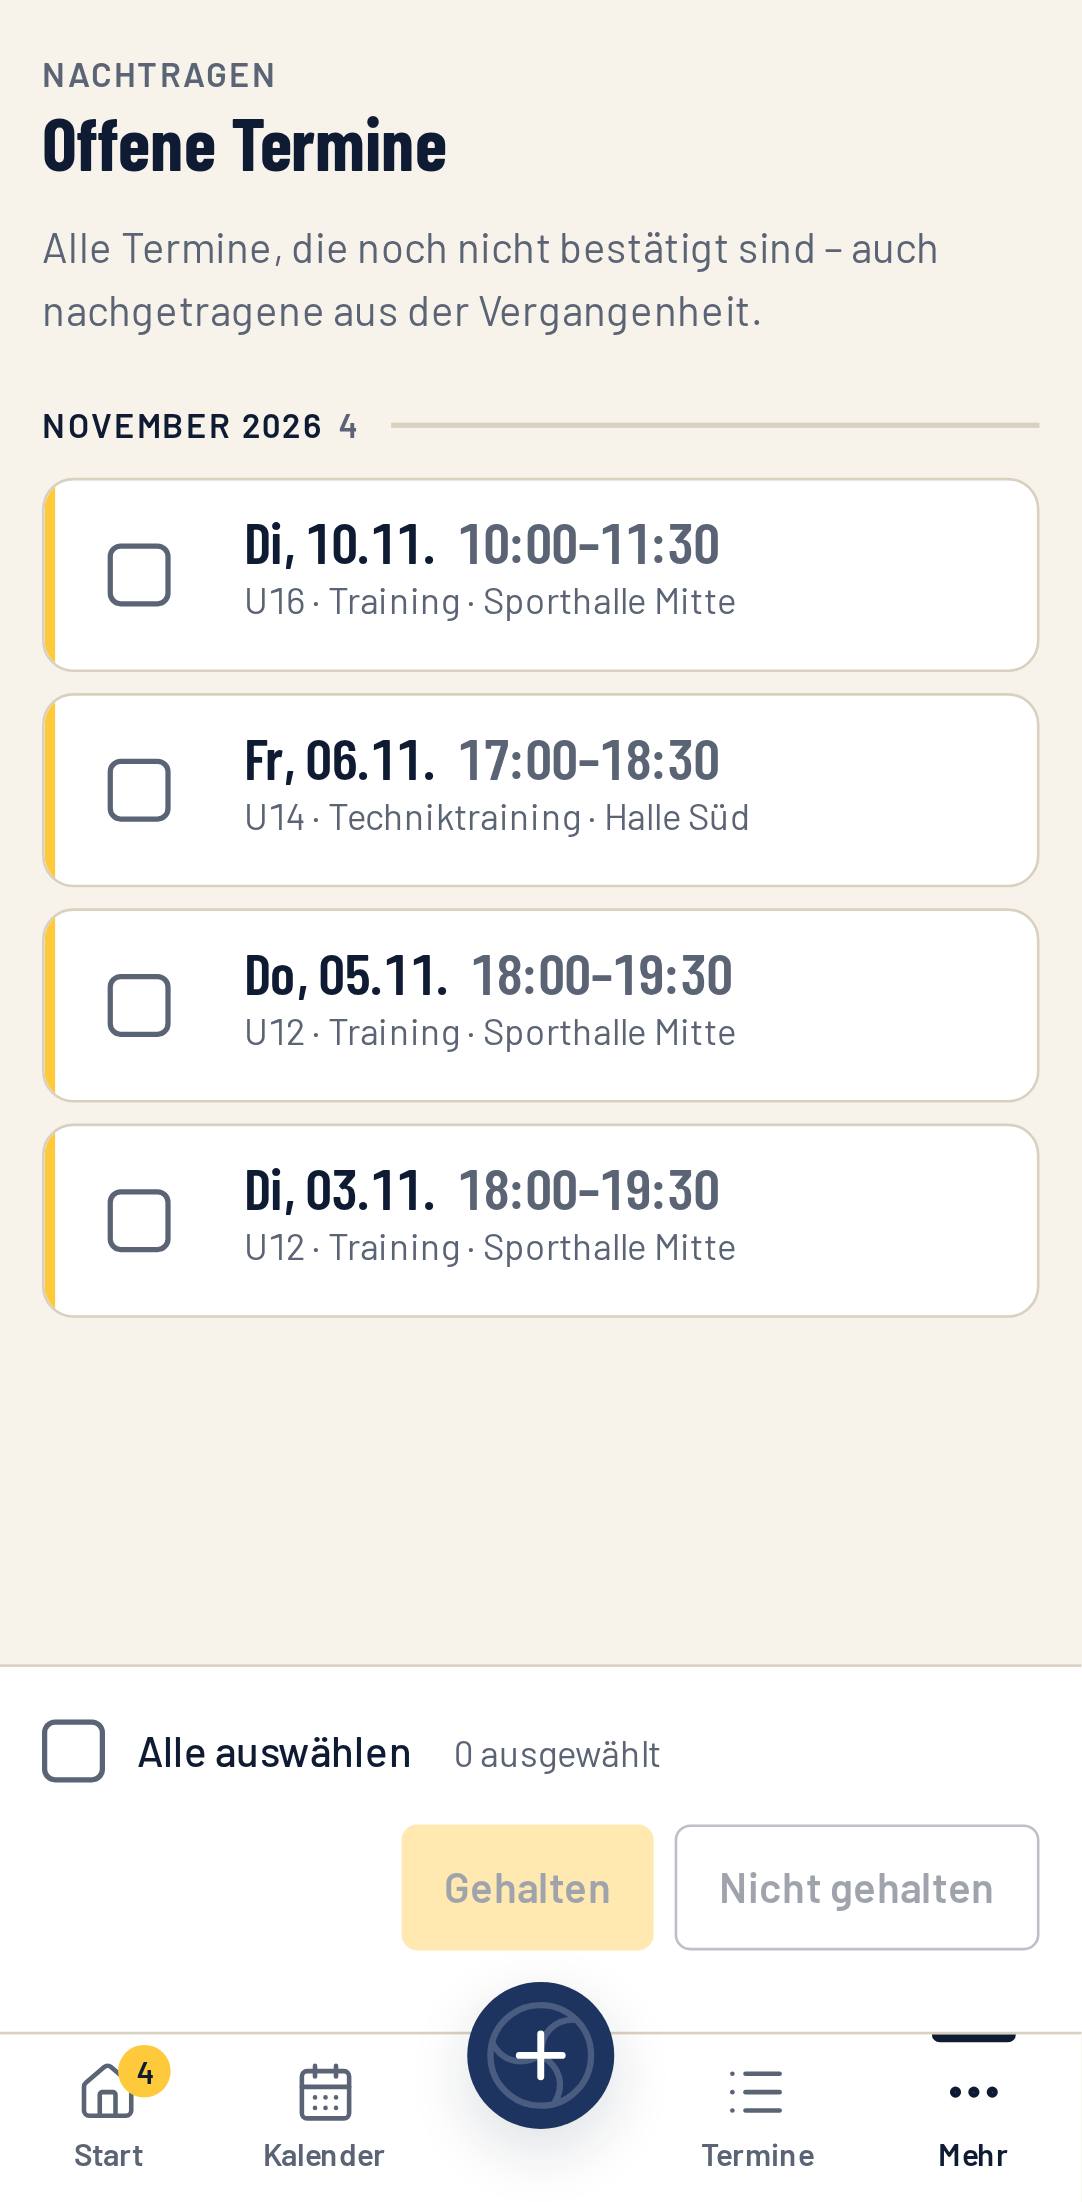 NACHTRAGEN
Offene Termine
Alle Termine, die noch nicht bestätigt sind – auch
nachgetragene aus der Vergangenheit.
NOVEMBER 2026 4
Di, 10.11. 10:00–11:30
U16 · Training · Sporthalle Mitte
Fr, 06.11. 17:00–18:30
U14 · Techniktraining · Halle Süd
Do, 05.11. 18:00–19:30
U12 · Training · Sporthalle Mitte
Di, 03.11. 18:00–19:30
U12 · Training · Sporthalle Mitte
Alle auswählen 0 ausgewählt
Gehalten Nicht gehalten
4
Start Kalender Termine Mehr